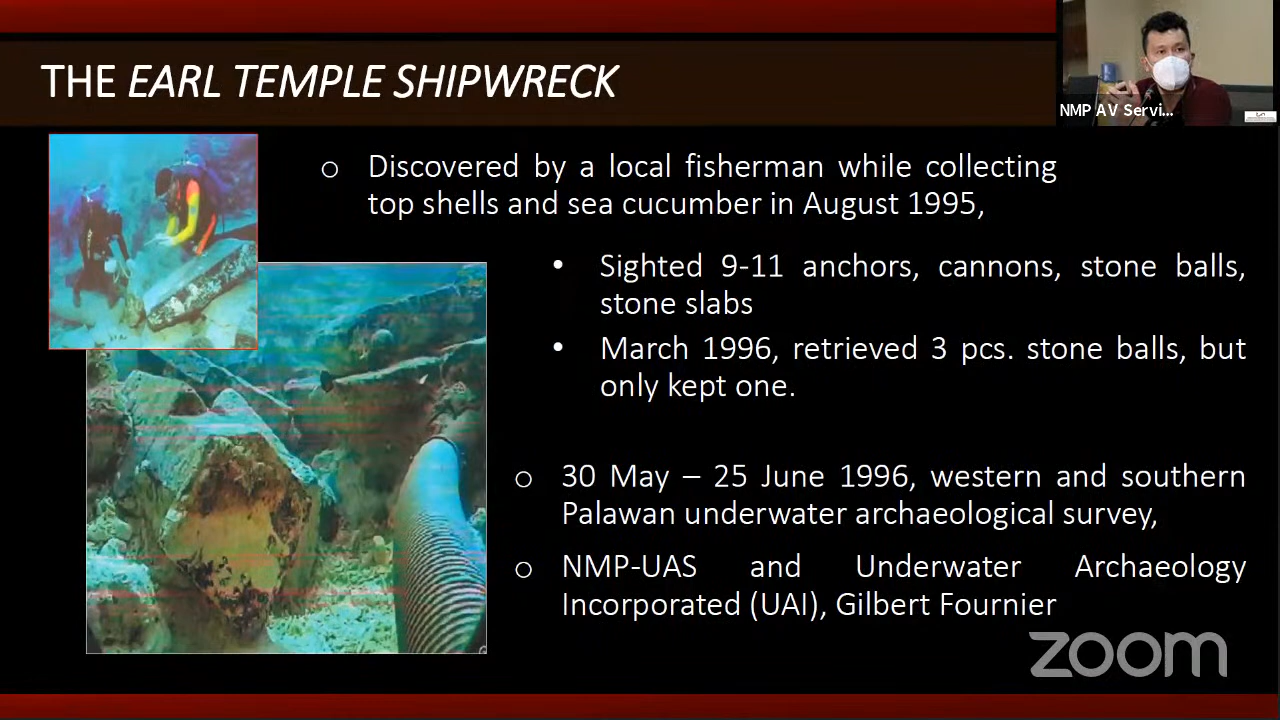 THE EARL TEMPLE SHIPWRECK
NMP AV Servi...
○ Discovered by a local fisherman while collecting
top shells and sea cucumber in August 1995,
• Sighted 9-11 anchors, cannons, stone balls,
stone slabs
• March 1996, retrieved 3 pcs. stone balls, but
only kept one.
○ 30 May – 25 June 1996, western and southern
Palawan underwater archaeological survey,
○ NMP-UAS and Underwater Archaeology
Incorporated (UAI), Gilbert Fournier
zoom